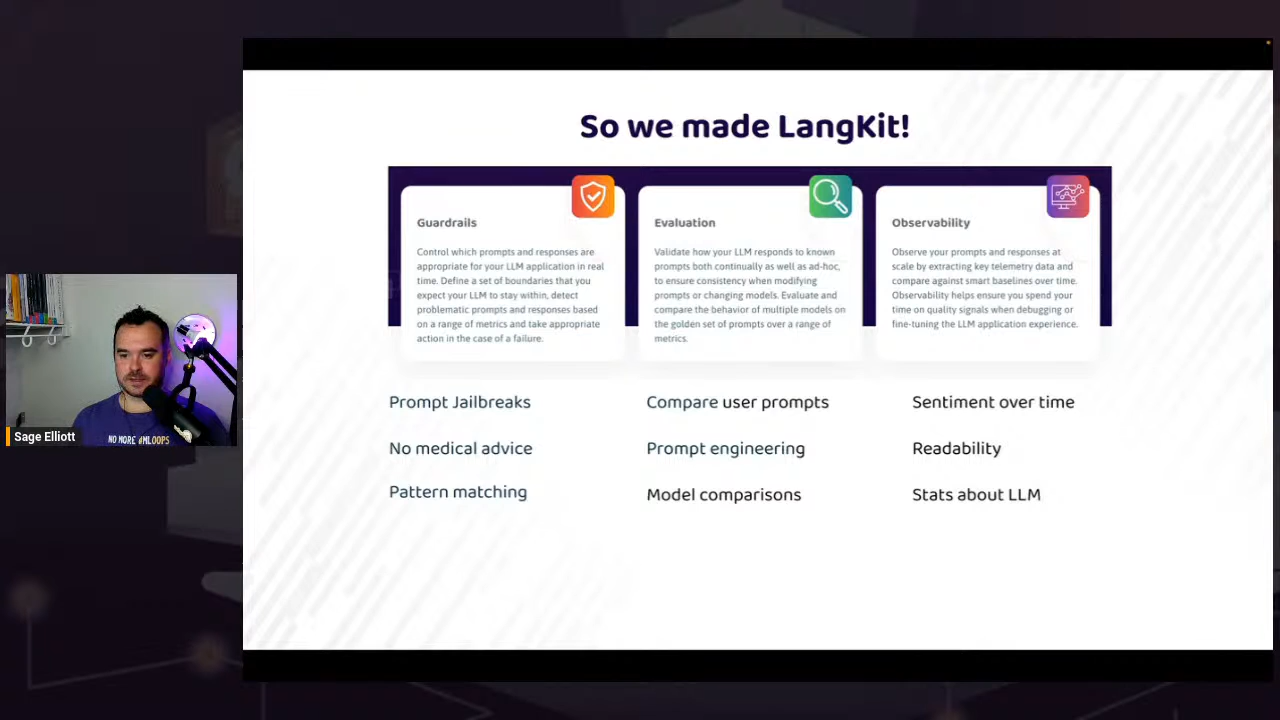 So we made LangKit!
Guardrails
Control which prompts and responses are
appropriate for your LLM application in real
time. Define a set of boundaries that you
expect your LLM to stay within, detect
problematic prompts and responses based
on a range of metrics and take appropriate
action in the case of a failure.
Evaluation
Validate how your LLM responds to known
prompts both continually as well as ad-hoc,
to ensure consistency when modifying
prompts or changing models. Evaluate and
compare the behavior of multiple models on
the golden set of prompts over a range of
metrics.
Observability
Observe your prompts and responses at
scale by extracting key telemetry data and
compare against smart baselines over time.
Observability helps ensure you spend your
time on quality signals when debugging or
fine-tuning the LLM application experience.
Prompt Jailbreaks
No medical advice
Pattern matching
Compare user prompts
Prompt engineering
Model comparisons
Sentiment over time
Readability
Stats about LLM
NO MORE #MLOOPS
Sage Elliott